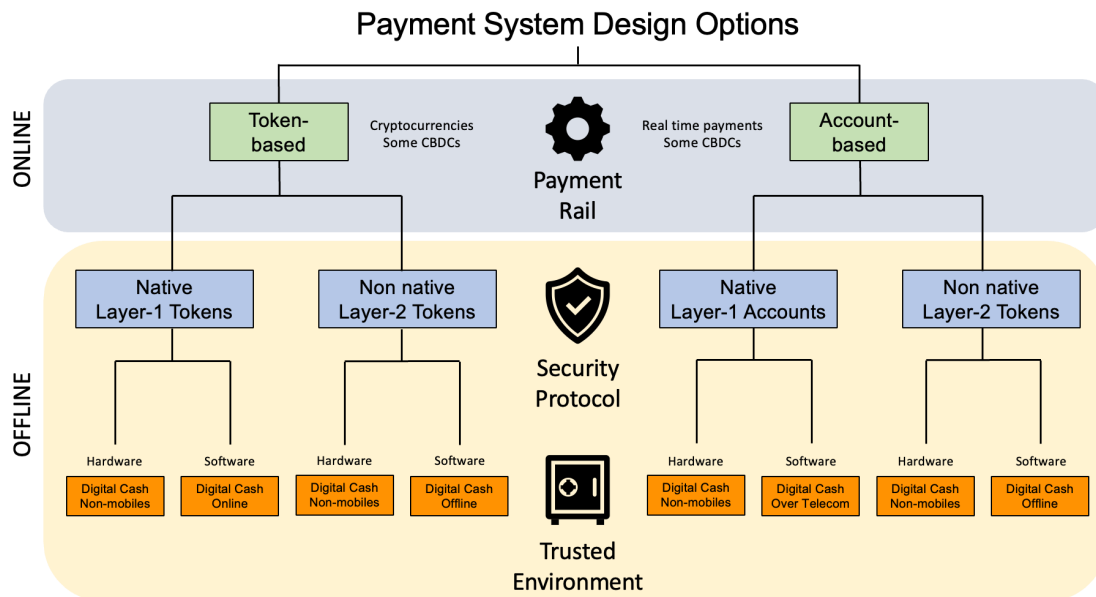 Payment System Design Options
ONLINE
Token-
based
Cryptocurrencies
Some CBDCs
Real time payments
Some CBDCs
Account-
based
Payment
Rail
OFFLINE
Native
Layer-1 Tokens
Non native
Layer-2 Tokens
Native
Layer-1 Accounts
Non native
Layer-2 Tokens
Security
Protocol
Hardware
Software
Hardware
Software
Hardware
Software
Hardware
Software
Digital Cash
Non-mobiles
Digital Cash
Online
Digital Cash
Non-mobiles
Digital Cash
Offline
Digital Cash
Non-mobiles
Digital Cash
Over Telecom
Digital Cash
Non-mobiles
Digital Cash
Offline
Trusted
Environment